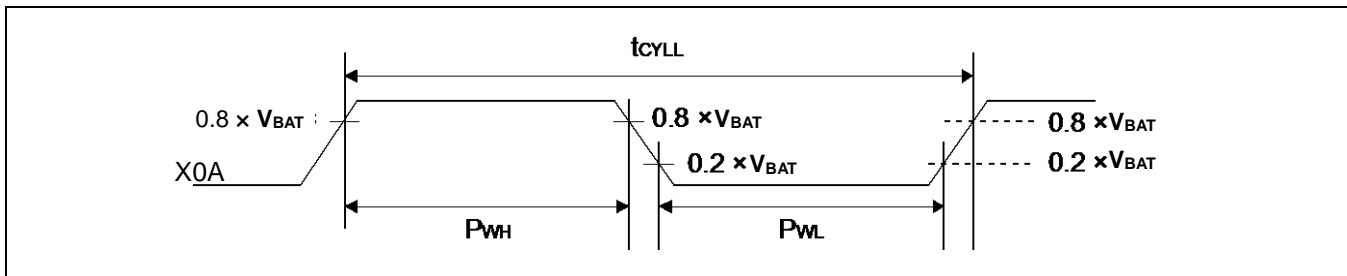 tCYLL
0.8 × VBAT
0.8 ×VBAT
0.8 ×VBAT
0.2 ×VBAT
0.2 ×VBAT
X0A
PWH
PWL